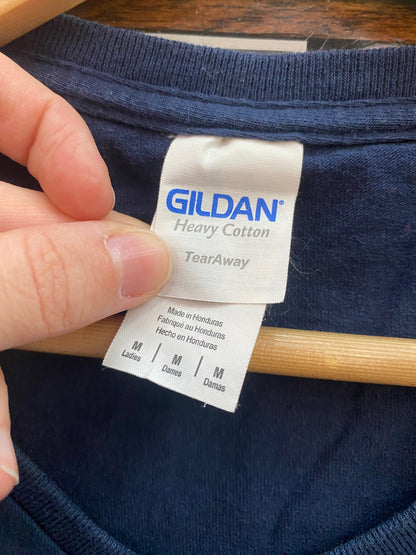 GILDAN®
Heavy Cotton
TearAway
Made in Honduras
Fabriqué au Honduras
Hecho en Honduras
M | M | M
Ladies Dames Damas